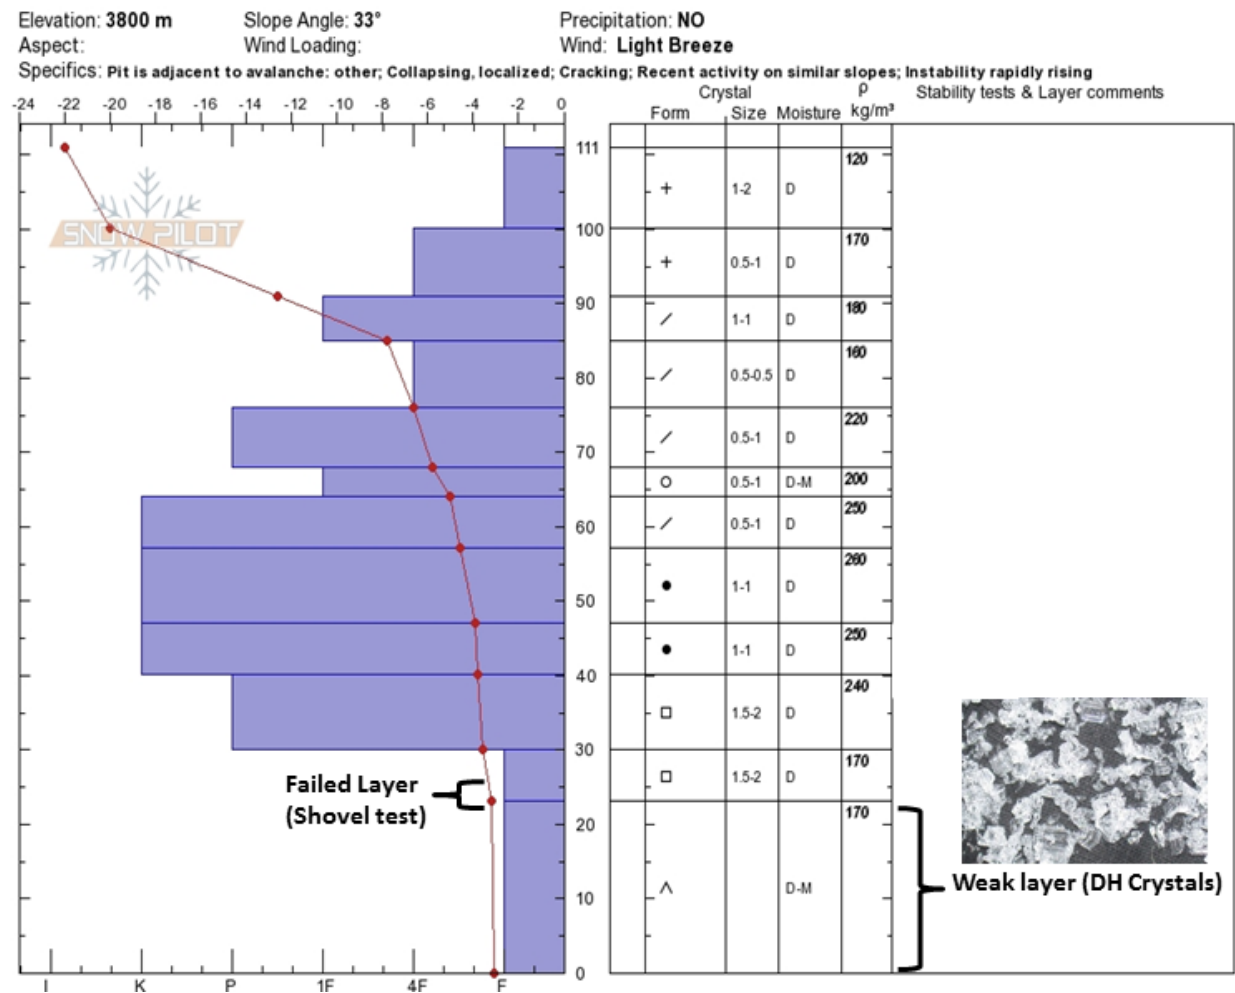 Elevation: 3800 m Slope Angle: 33° Precipitation: NO
Aspect: Wind Loading: Wind: Light Breeze
Specifics: Pit is adjacent to avalanche: other; Collapsing, localized; Cracking; Recent activity on similar slopes; Instability rapidly rising
Crystal ρ Stability tests & Layer comments
-24 -22 -20 -18 -16 -14 -12 -10 -8 -6 -4 -2 0 Form Size Moisture kg/m³
111 120
+ 1-2 D
SNOW PILOT 100 170
+ 0.5-1 D
90 180
/ 1-1 D
160
80 / 0.5-0.5 D
220
70 / 0.5-1 D
O 0.5-1 D-M 200
250
60 / 0.5-1 D
260
● 1-1 D
50
250
● 1-1 D
40 240
□ 1.5-2 D
30 170
Failed Layer □ 1.5-2 D
(Shovel test) 170
20
Weak layer (DH Crystals)
∧ D-M
10
0
I K P 1F 4F F